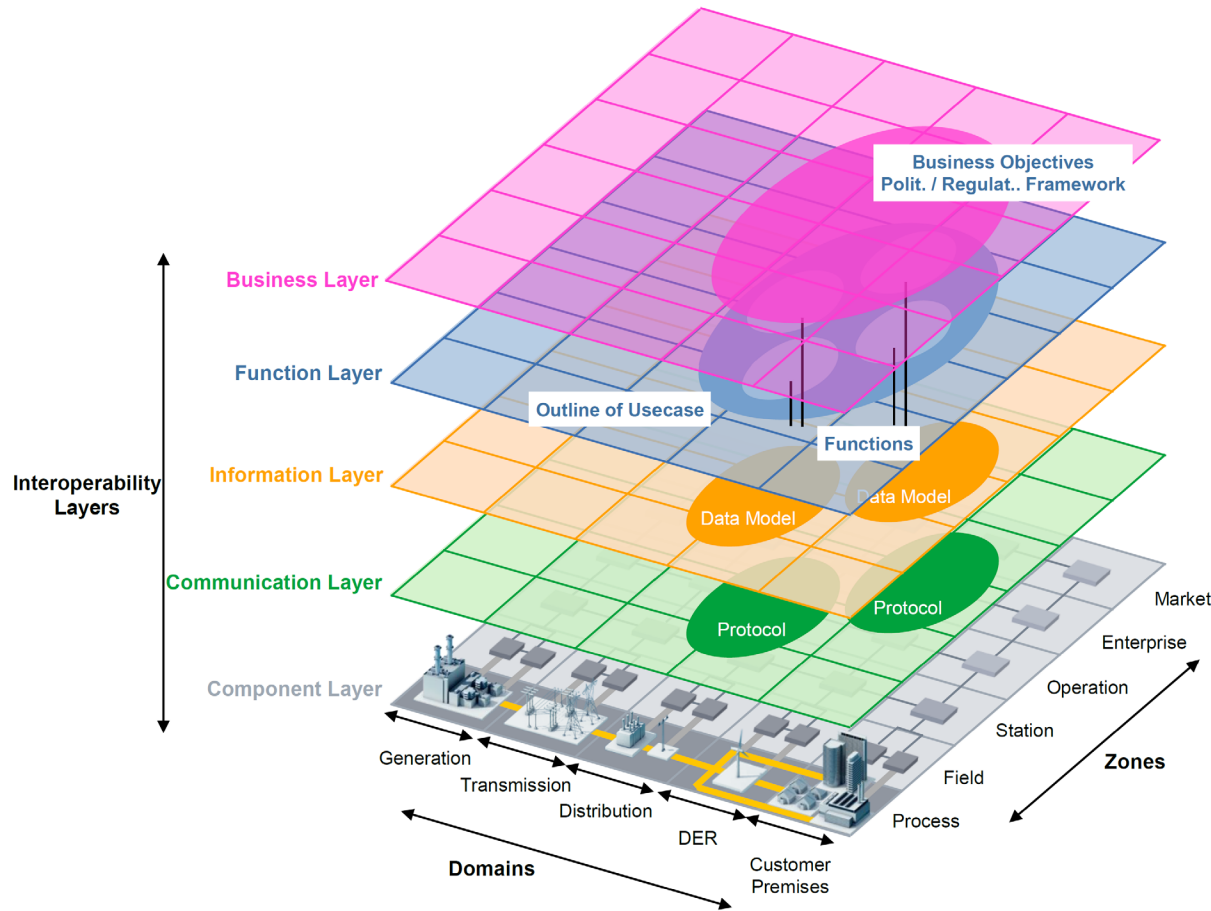 Business Objectives
Polit. / Regulat.. Framework
Business Layer
Function Layer
Outline of Usecase
Functions
Information Layer
Interoperability
Layers
Data Model
Data Model
Communication Layer
Protocol
Protocol
Component Layer
Market
Enterprise
Operation
Station
Field
Process
Zones
Generation
Transmission
Distribution
DER
Customer
Premises
Domains